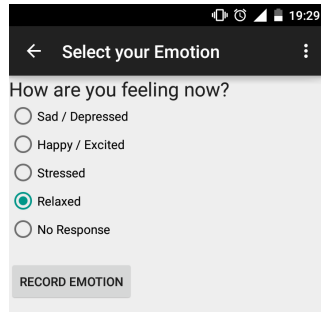 19:29
Select your Emotion
How are you feeling now?
Sad / Depressed
Happy / Excited
Stressed
Relaxed
No Response
RECORD EMOTION